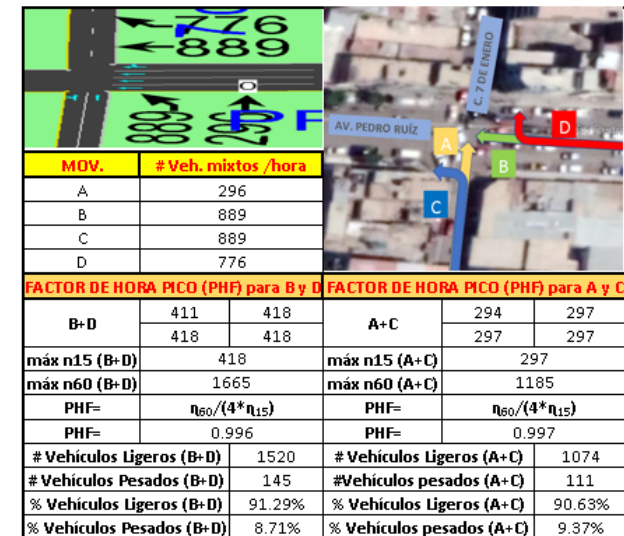 776
889
889
296
C. 7 DE ENERO
AV. PEDRO RUÍZ
A
B
C
D
MOV. # Veh. mixtos /hora
A 296
B 889
C 889
D 776
FACTOR DE HORA PICO (PHF) para B y D FACTOR DE HORA PICO (PHF) para A y C
B+D 411 418 A+C 294 297
418 418 297 297
máx n15 (B+D) 418 máx n15 (A+C) 297
máx n60 (B+D) 1665 máx n60 (A+C) 1185
PHF= η60/(4*η15) PHF= η60/(4*η15)
PHF= 0.996 PHF= 0.997
# Vehículos Ligeros (B+D) 1520 # Vehículos Ligeros (A+C) 1074
# Vehículos Pesados (B+D) 145 #Vehículos pesados (A+C) 111
% Vehículos Ligeros (B+D) 91.29% % Vehículos Ligeros (A+C) 90.63%
% Vehículos Pesados (B+D) 8.71% % Vehículos pesados (A+C) 9.37%